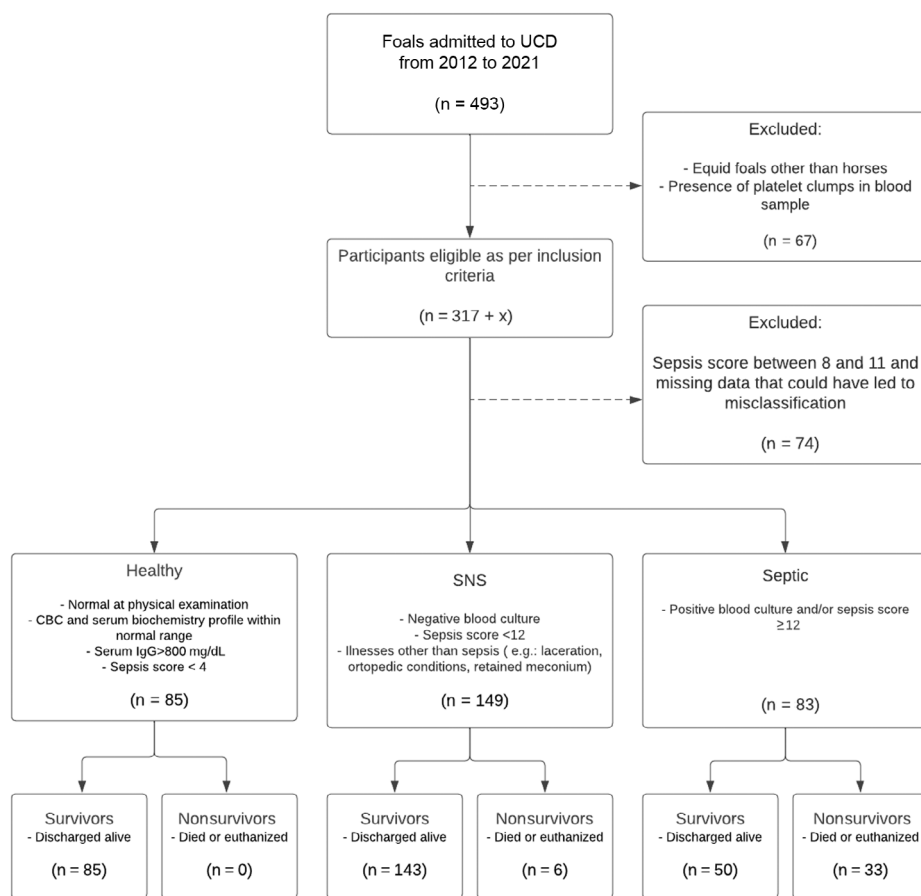 Foals admitted to UCD
from 2012 to 2021
(n = 493)
Excluded:
- Equid foals other than horses
- Presence of platelet clumps in blood
sample
(n = 67)
Participants eligible as per inclusion
criteria
(n = 317 + x)
Excluded:
Sepsis score between 8 and 11 and
missing data that could have led to
misclassification
(n = 74)
Healthy
- Normal at physical examination
- CBC and serum biochemistry profile within
normal range
- Serum IgG>800 mg/dL
- Sepsis score < 4
(n = 85)
SNS
- Negative blood culture
- Sepsis score <12
- Illnesses other than sepsis ( e.g.: laceration,
ortopedic conditions, retained meconium)
(n = 149)
Septic
- Positive blood culture and/or sepsis score
≥12
(n = 83)
Survivors
- Discharged alive
(n = 85)
Nonsurvivors
- Died or euthanized
(n = 0)
Survivors
- Discharged alive
(n = 143)
Nonsurvivors
- Died or euthanized
(n = 6)
Survivors
- Discharged alive
(n = 50)
Nonsurvivors
- Died or euthanized
(n = 33)